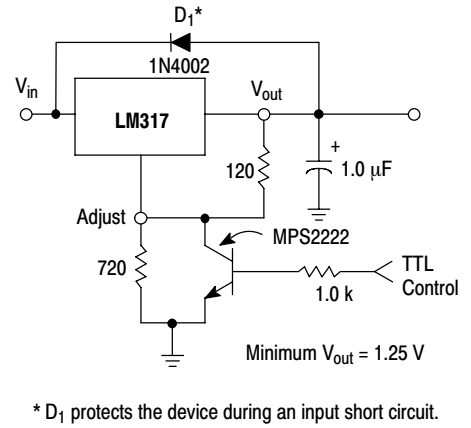 D1*
1N4002
Vin
Vout
LM317
120
+
1.0 µF
Adjust
MPS2222
720
1.0 k
TTL
Control
Minimum Vout = 1.25 V
* D1 protects the device during an input short circuit.